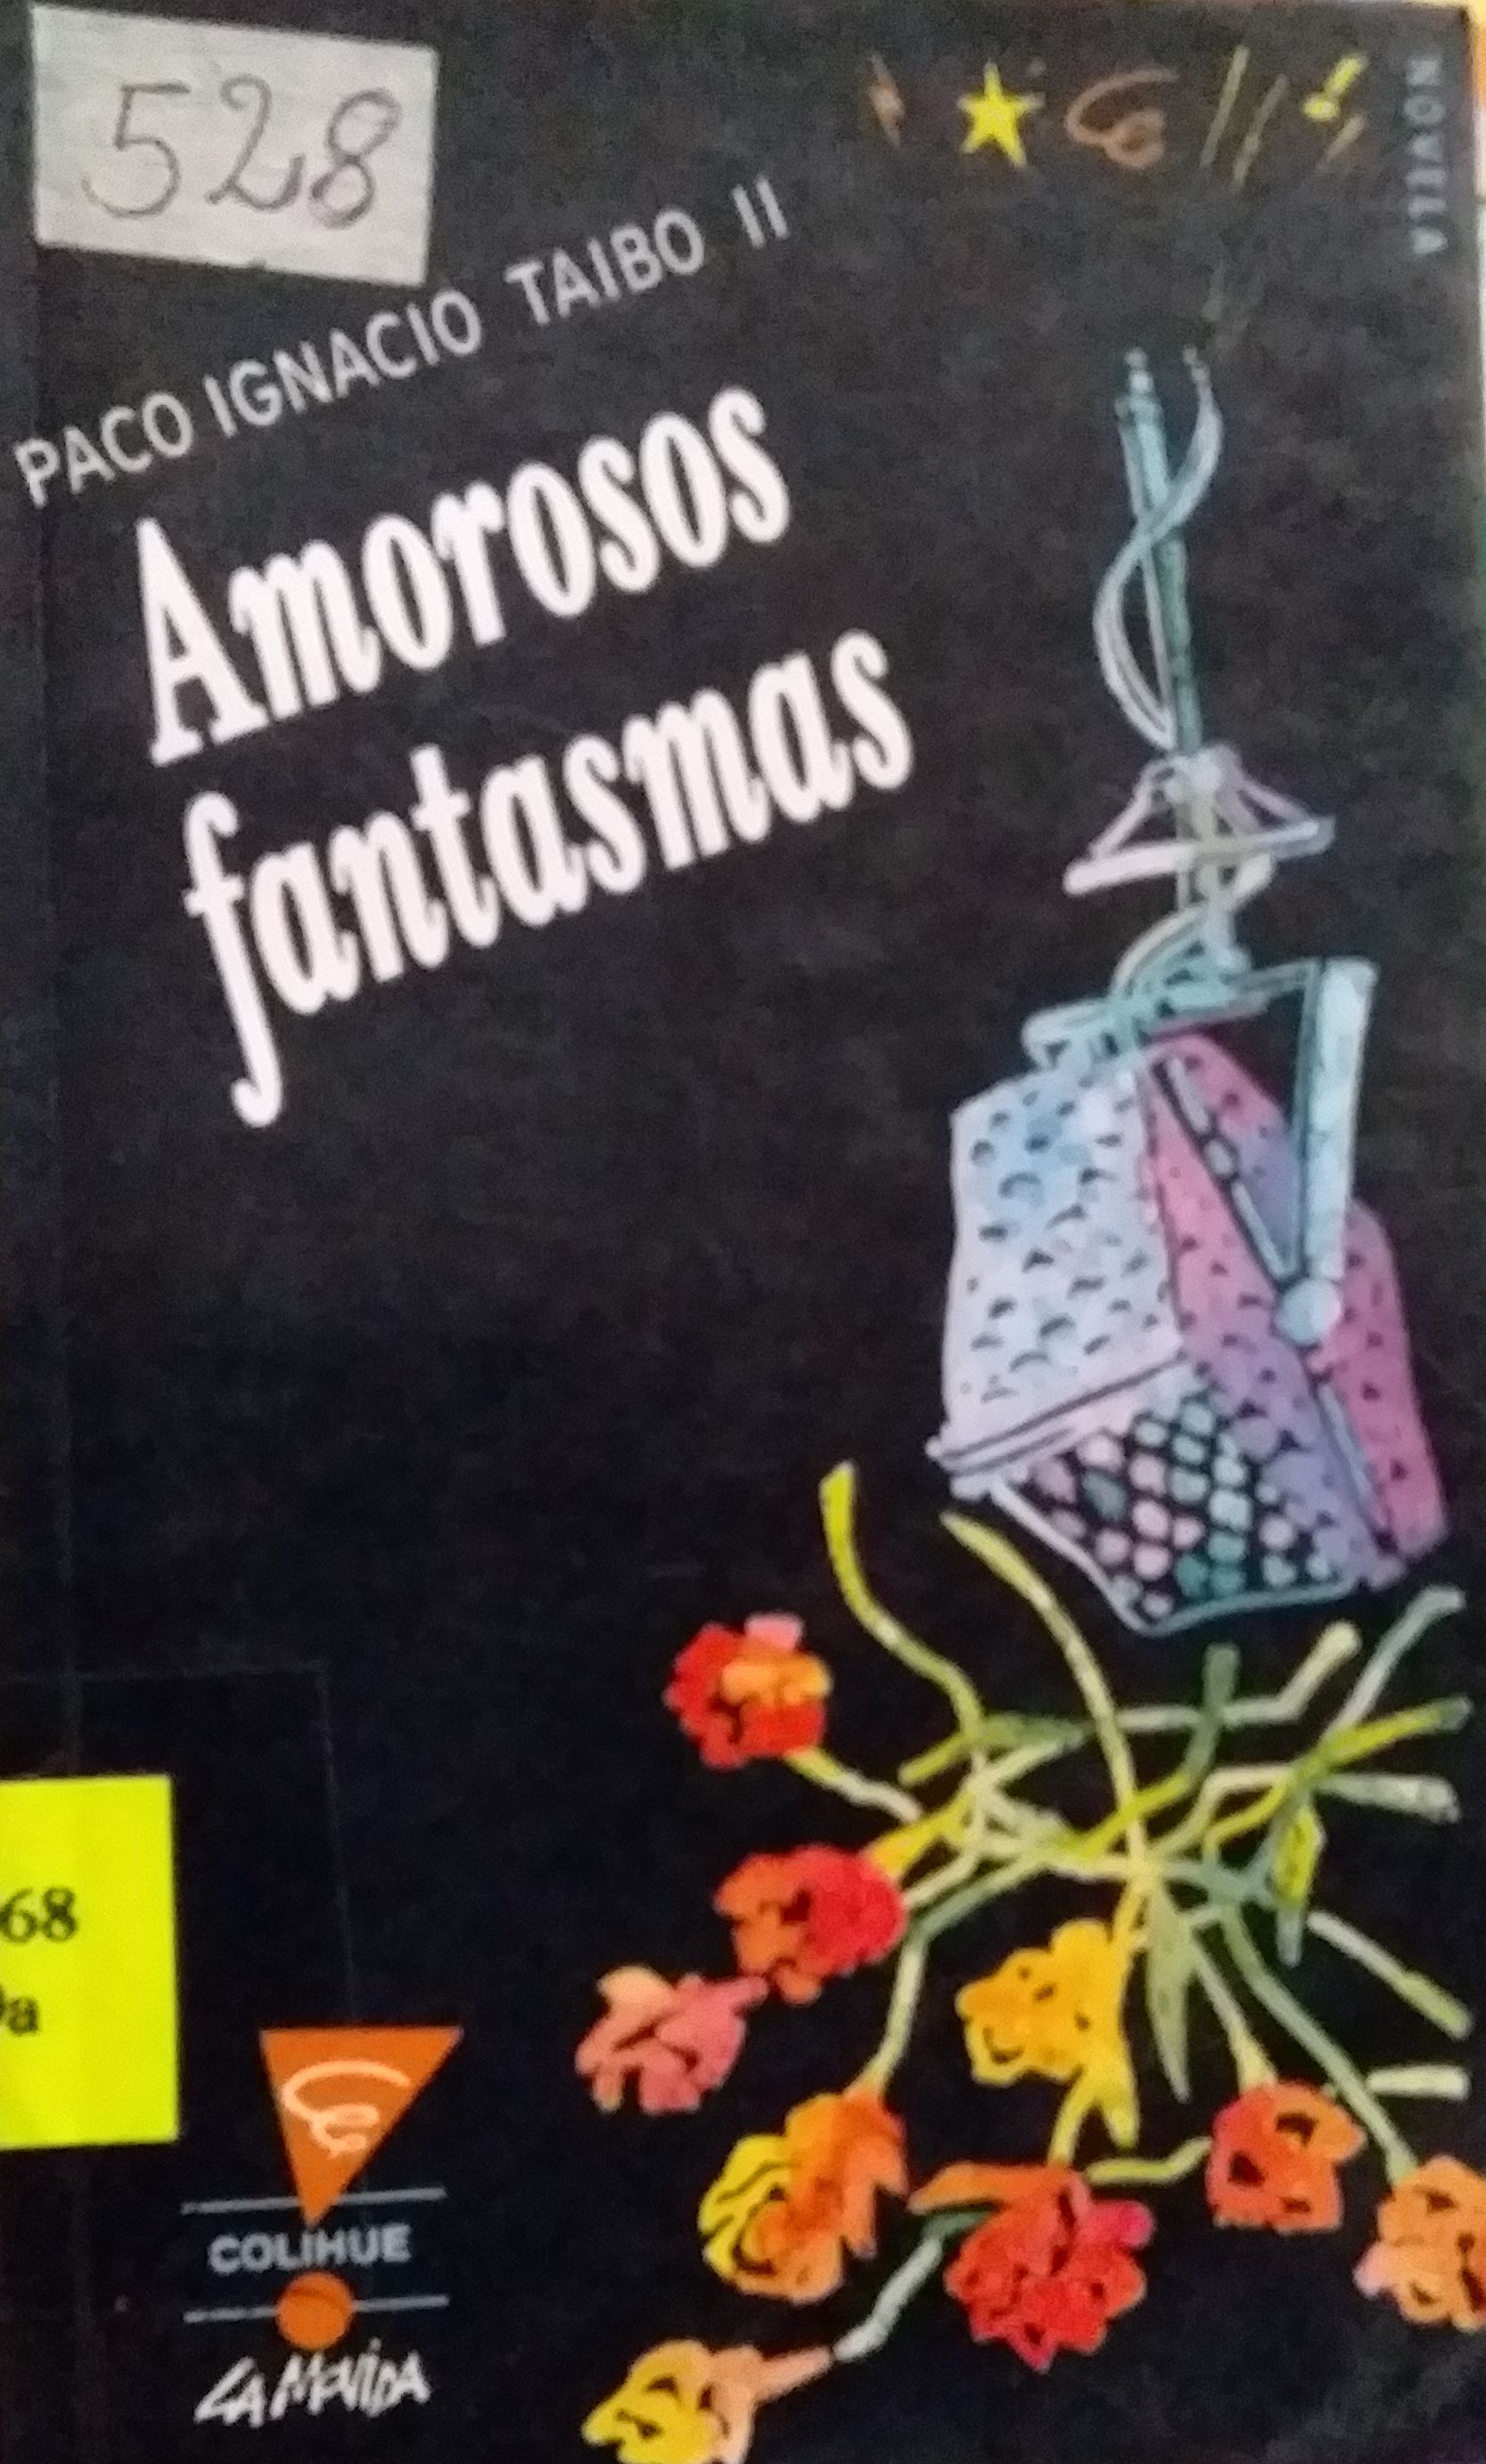 528
NOVELA
PACO IGNACIO TAIBO II
Amorosos
fantasmas
68
a
COLIHUE
LA MOVIDA